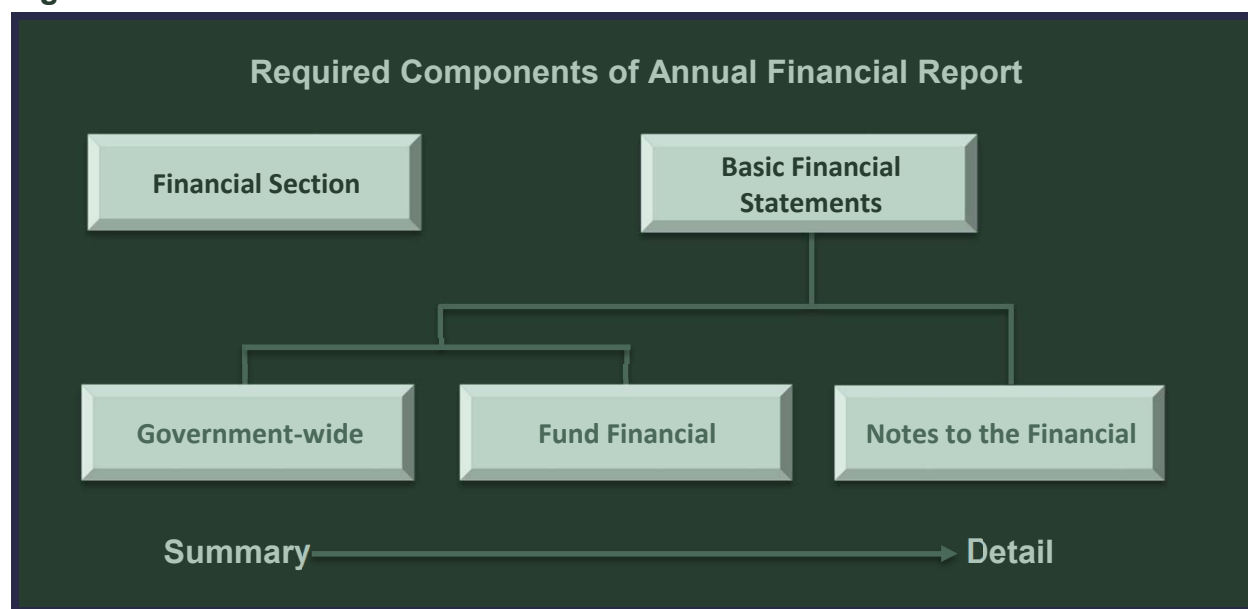 Required Components of Annual Financial Report
Financial Section
Basic Financial
Statements
Government-wide
Fund Financial
Notes to the Financial
Summary
Detail